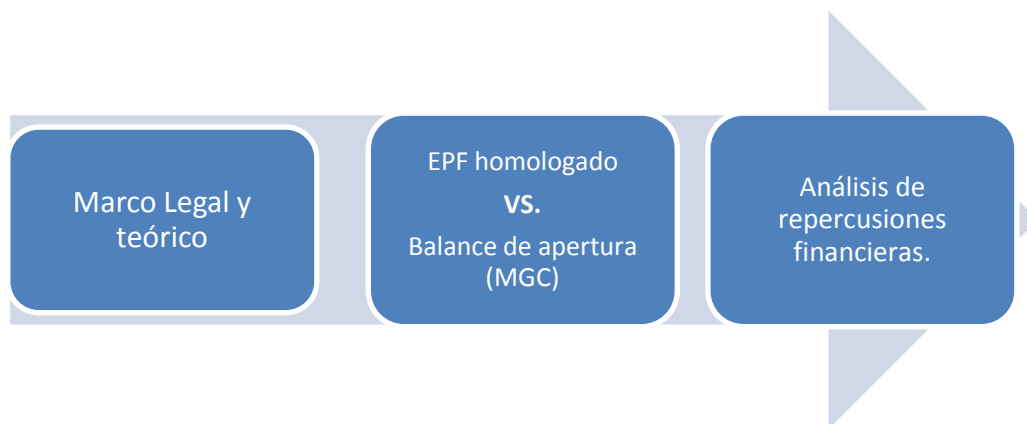 Marco Legal y
teórico
EPF homologado
VS.
Balance de apertura
(MGC)
Análisis de
repercusiones
financieras.